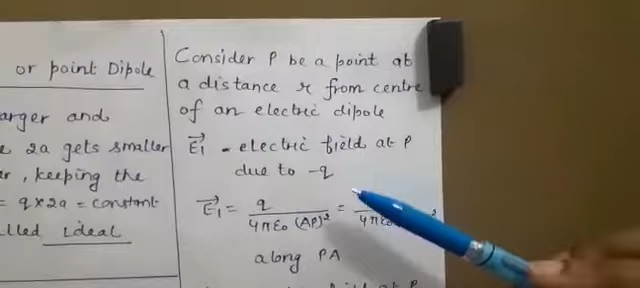 or point Dipole
arger and
2a gets smaller
, keeping the
= q x 2a = constant
lled ideal
Consider P be a point at
a distance r from centre
of an electric dipole
E₁⃗ - electric field at P
due to -q
E₁⃗ = q / 4πε₀ (AP)² =
along PA